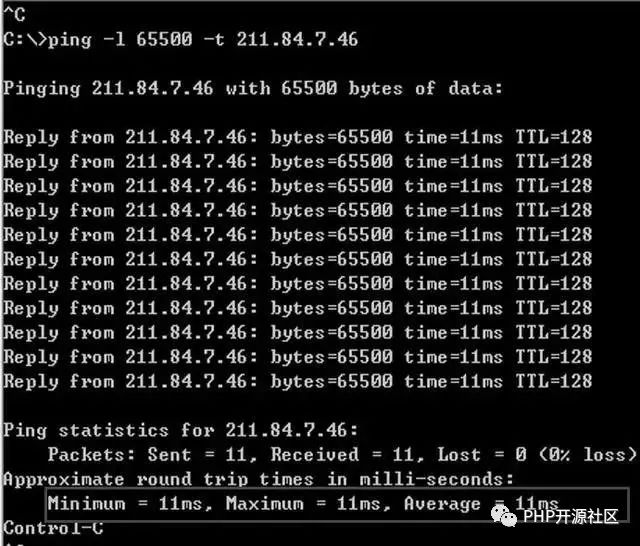 ^C
C:\>ping -l 65500 -t 211.84.7.46
Pinging 211.84.7.46 with 65500 bytes of data:
Reply from 211.84.7.46: bytes=65500 time=11ms TTL=128
Reply from 211.84.7.46: bytes=65500 time=11ms TTL=128
Reply from 211.84.7.46: bytes=65500 time=11ms TTL=128
Reply from 211.84.7.46: bytes=65500 time=11ms TTL=128
Reply from 211.84.7.46: bytes=65500 time=11ms TTL=128
Reply from 211.84.7.46: bytes=65500 time=11ms TTL=128
Reply from 211.84.7.46: bytes=65500 time=11ms TTL=128
Reply from 211.84.7.46: bytes=65500 time=11ms TTL=128
Reply from 211.84.7.46: bytes=65500 time=11ms TTL=128
Reply from 211.84.7.46: bytes=65500 time=11ms TTL=128
Reply from 211.84.7.46: bytes=65500 time=11ms TTL=128
Ping statistics for 211.84.7.46:
Packets: Sent = 11, Received = 11, Lost = 0 (0% loss)
Approximate round trip times in milli-seconds:
Minimum = 11ms, Maximum = 11ms, Average = 11ms
Control-C
PHP开源社区